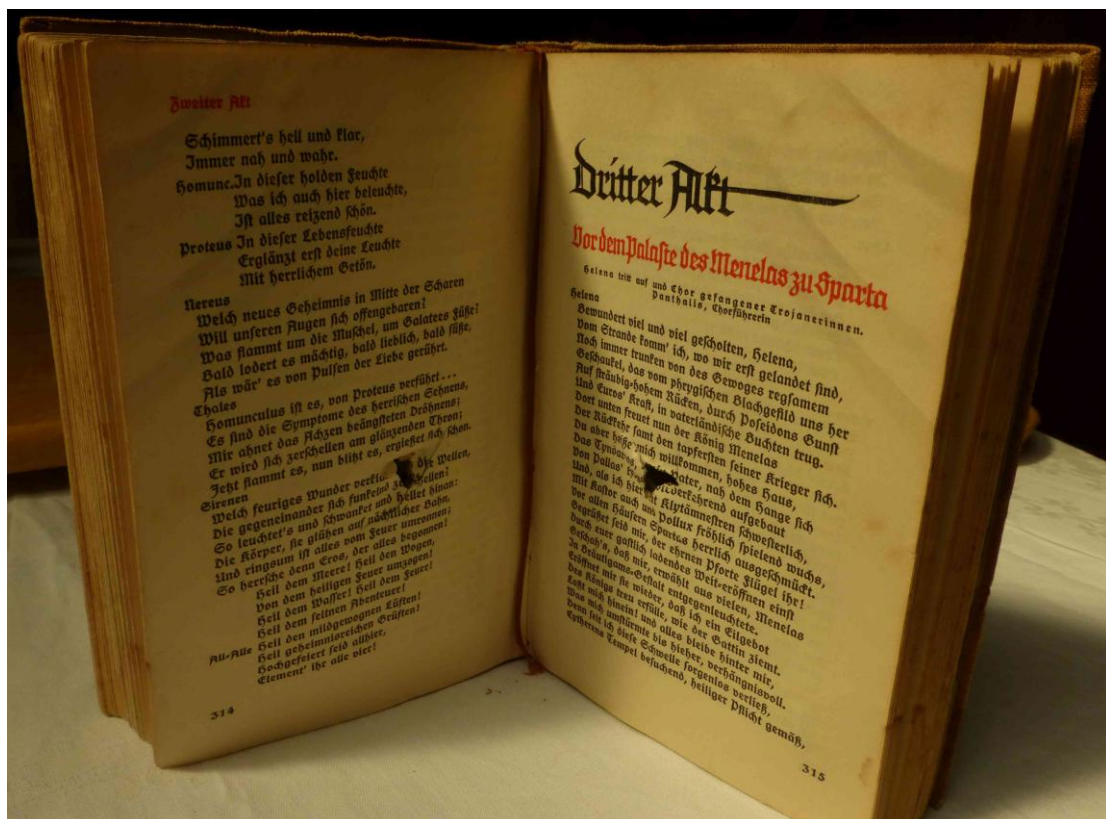 Zweiter Akt
Schimmert's hell und klar,
Immer nah und wahr.
Homunc. In dieser holden Feuchte
Was ich auch hier beleuchte,
Ist alles reizend schön.
Proteus In dieser Lebensfeuchte
Erglänzt erst deine Leuchte
Mit herrlichem Getön.
Nereus
Welch neues Geheimnis in Mitte der Scharen
Will unseren Augen sich offengebaren?
Was flammt um die Muschel, um Galatees Füße?
Bald lodert es mächtig, bald lieblich, bald süße,
Als wär' es von Pulsen der Liebe gerührt.
Thales
Homunculus ist es, von Proteus verführt...
Es sind die Symptome des herrischen Sehnens,
Mir ahnet das Ächzen beängsteten Dröhnens;
Er wird sich zerschellen am glänzenden Thron;
Jetzt flammt es, nun blitzt es, ergießet sich schon.
Sirenen
Welch feuriges Wunder die Wellen,
Die gegeneinander sich funkelnd
So leuchtet's und schwanket und hellet hinan:
Die Körper, sie glühen auf nächtlicher Bahn,
Und ringsum ist alles vom Feuer umronnen;
So herrsche denn Eros, der alles begonnen!
Heil dem Meere! Heil den Wogen,
Von dem heiligen Feuer umzogen!
Heil dem Wasser! Heil dem Feuer!
Heil dem seltnen Abenteuer!
All-Alle Heil den mildgewognen Lüften!
Heil geheimnisreichen Grüften!
Hochgefeiert seid allhier,
Element' ihr alle vier!
314
Dritter Akt
Vor dem Palaste des Menelas zu Sparta
Helena tritt auf und Chor gefangener Trojanerinnen.
Panthalis, Chorführerin
Helena
Bewundert viel und viel gescholten, Helena,
Vom Strande komm' ich, wo wir erst gelandet sind,
Noch immer trunken von des Gewoges regsamem
Geschaukel, das vom phrygischen Blachgefild uns her
Auf sträubig-hohem Rücken, durch Poseidons Gunst
Und Euros' Kraft, in vaterländische Buchten trug.
Dort unten freuet nun der König Menelas
Der Rückkehr samt den tapfersten seiner Krieger sich.
Du aber heiße mich willkommen, hohes Haus,
Das nah dem Hange sich
Von Pallas' wiederkehrend aufgebaut
Und, als ich hier Klytämnestren schwesterlich,
Mit Kastor auch und Pollux fröhlich spielend wuchs,
Vor allen Häusern Spartas herrlich ausgeschmückt.
Gegrüßet seid mir, der ehrnen Pforte Flügel ihr!
Durch euer gastlich ladendes Weit-eröffnen einst
Geschah's, daß mir, erwählt aus vielen, Menelas
In Bräutigams-Gestalt entgegenleuchtete.
Eröffnet mir sie wieder, daß ich ein Eilgebot
Des Königs treu erfülle, wie der Gattin ziemt.
Laßt mich hinein! und alles bleibe hinter mir,
Was mich umstürmte bis hieher, verhängnisvoll.
Denn seit ich diese Schwelle sorgenlos verließ,
Cytherens Tempel besuchend, heiliger Pflicht gemäß,
315